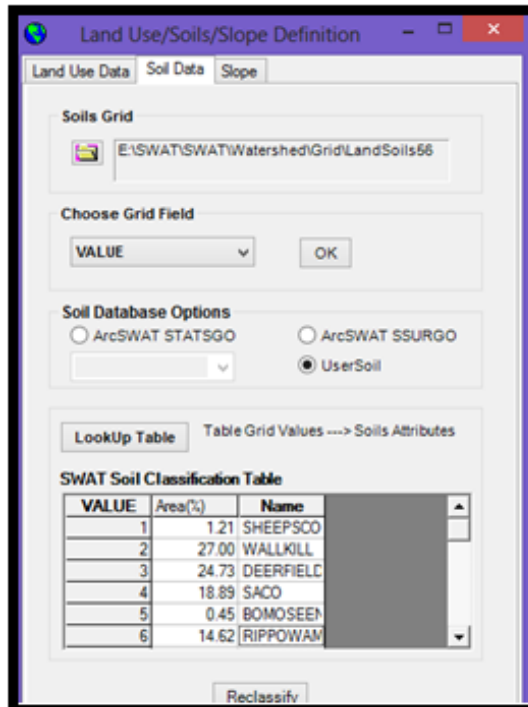 Land Use/Soils/Slope Definition
Land Use Data Soil Data Slope
Soils Grid
E:\SWAT\SWAT\Watershed\Grid\LandSoils56
Choose Grid Field
VALUE OK
Soil Database Options
ArcSWAT STATSGO ArcSWAT SSURGO
UserSoil
LookUp Table Table Grid Values ---> Soils Attributes
SWAT Soil Classification Table
VALUE Area(%) Name
1 1.21 SHEEPSCO
2 27.00 WALLKILL
3 24.73 DEERFIELD
4 18.89 SACO
5 0.45 BOMOSEEN
6 14.62 RIPPOWAM
Reclassify